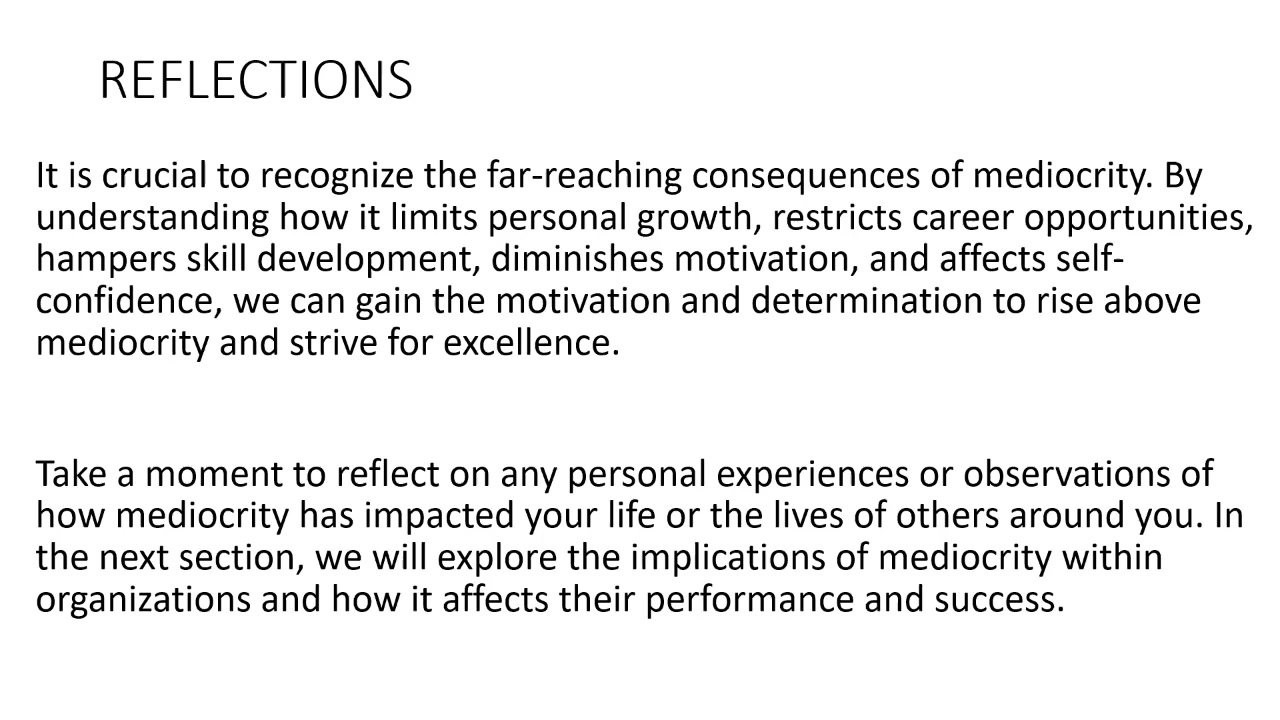 REFLECTIONS
It is crucial to recognize the far-reaching consequences of mediocrity. By
understanding how it limits personal growth, restricts career opportunities,
hampers skill development, diminishes motivation, and affects self-
confidence, we can gain the motivation and determination to rise above
mediocrity and strive for excellence.
Take a moment to reflect on any personal experiences or observations of
how mediocrity has impacted your life or the lives of others around you. In
the next section, we will explore the implications of mediocrity within
organizations and how it affects their performance and success.